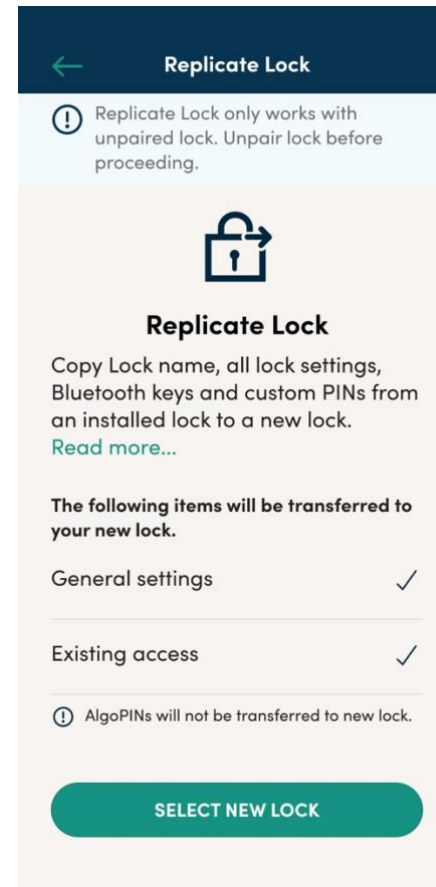 Replicate Lock
Replicate Lock only works with
unpaired lock. Unpair lock before
proceeding.
Replicate Lock
Copy Lock name, all lock settings,
Bluetooth keys and custom PINs from
an installed lock to a new lock.
Read more...
The following items will be transferred to
your new lock.
General settings
Existing access
AlgoPINs will not be transferred to new lock.
SELECT NEW LOCK